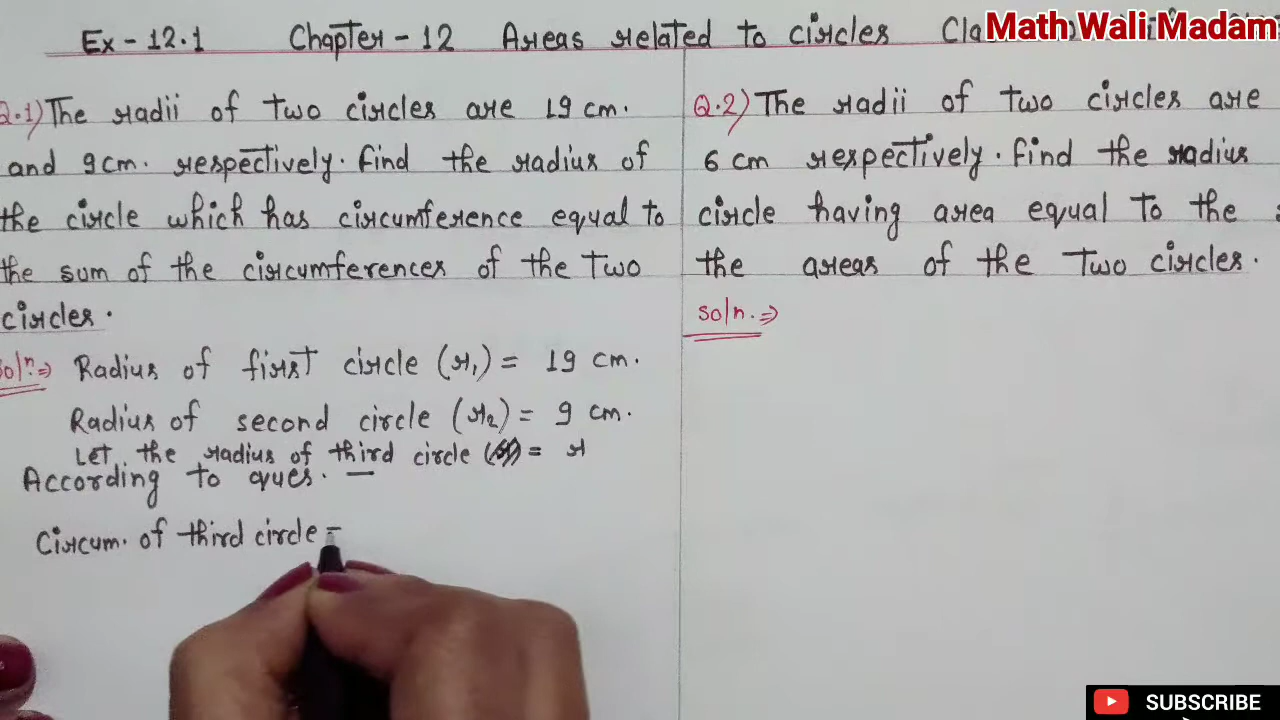 Ex - 12.1 Chapter - 12 Areas related to circles
Math Wali Madam
Q.1) The radii of two circles are 19 cm.
and 9 cm. respectively. Find the radius of
the circle which has circumference equal to
the sum of the circumferences of the two
circles.
Soln. ⇒ Radius of first circle (r₁) = 19 cm.
Radius of second circle (r₂) = 9 cm.
Let the radius of third circle = r
According to ques. —
Circum. of third circle =
Q.2) The radii of two circles are
6 cm respectively. Find the radius
circle having area equal to the
the areas of the two circles.
Soln. ⇒
SUBSCRIBE